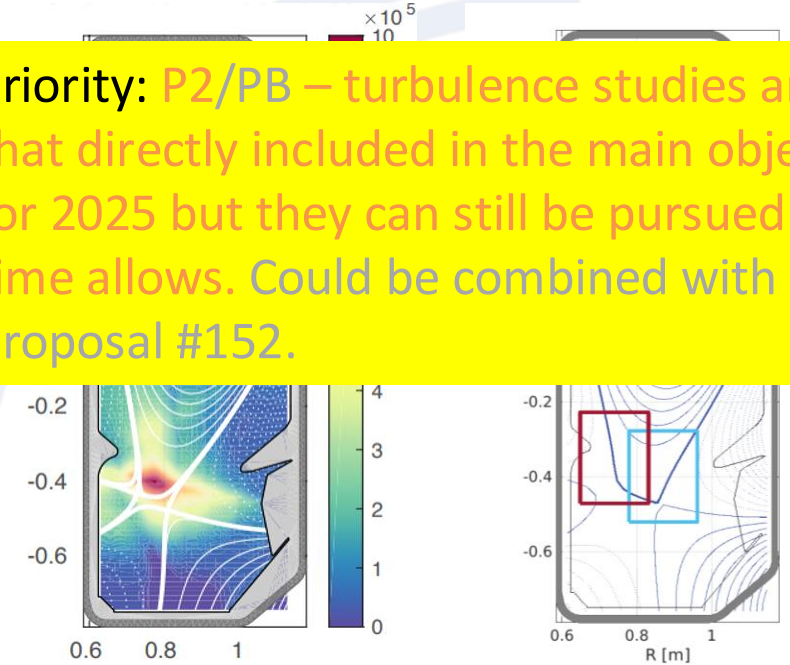 ×10 5
10
riority: P2/PB – turbulence studies a
hat directly included in the main obje
or 2025 but they can still be pursued
ime allows. Could be combined with
roposal #152.
4
-0.2
-0.2
3
-0.4
-0.4
2
-0.6
-0.6
1
0
0.6 0.8 1
0.6 0.8 1
R [m]